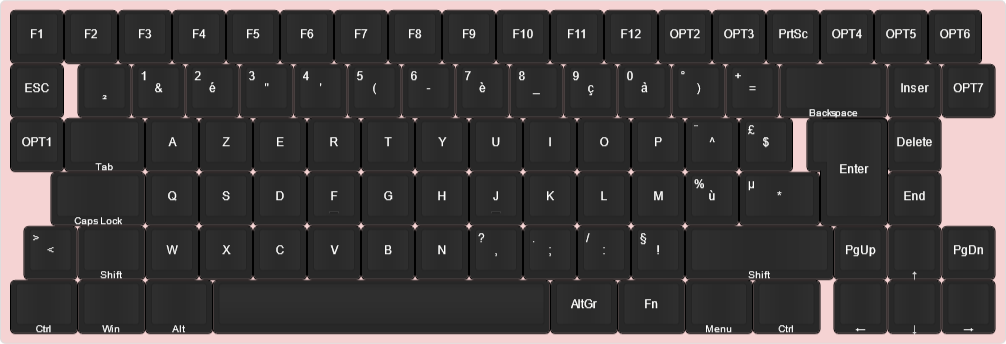 F1 F2 F3 F4 F5 F6 F7 F8 F9 F10 F11 F12 OPT2 OPT3 PrtSc OPT4 OPT5 OPT6
ESC ² 1 & 2 é 3 " 4 ' 5 ( 6 - 7 è 8 _ 9 ç 0 à ° ) + = Backspace Inser OPT7
OPT1 Tab A Z E R T Y U I O P ¨ ^ £ $ Enter Delete
Caps Lock Q S D F G H J K L M % ù µ * End
> < Shift W X C V B N ? , . ; / : § ! Shift PgUp ↑ PgDn
Ctrl Win Alt AltGr Fn Menu Ctrl ← ↓ →